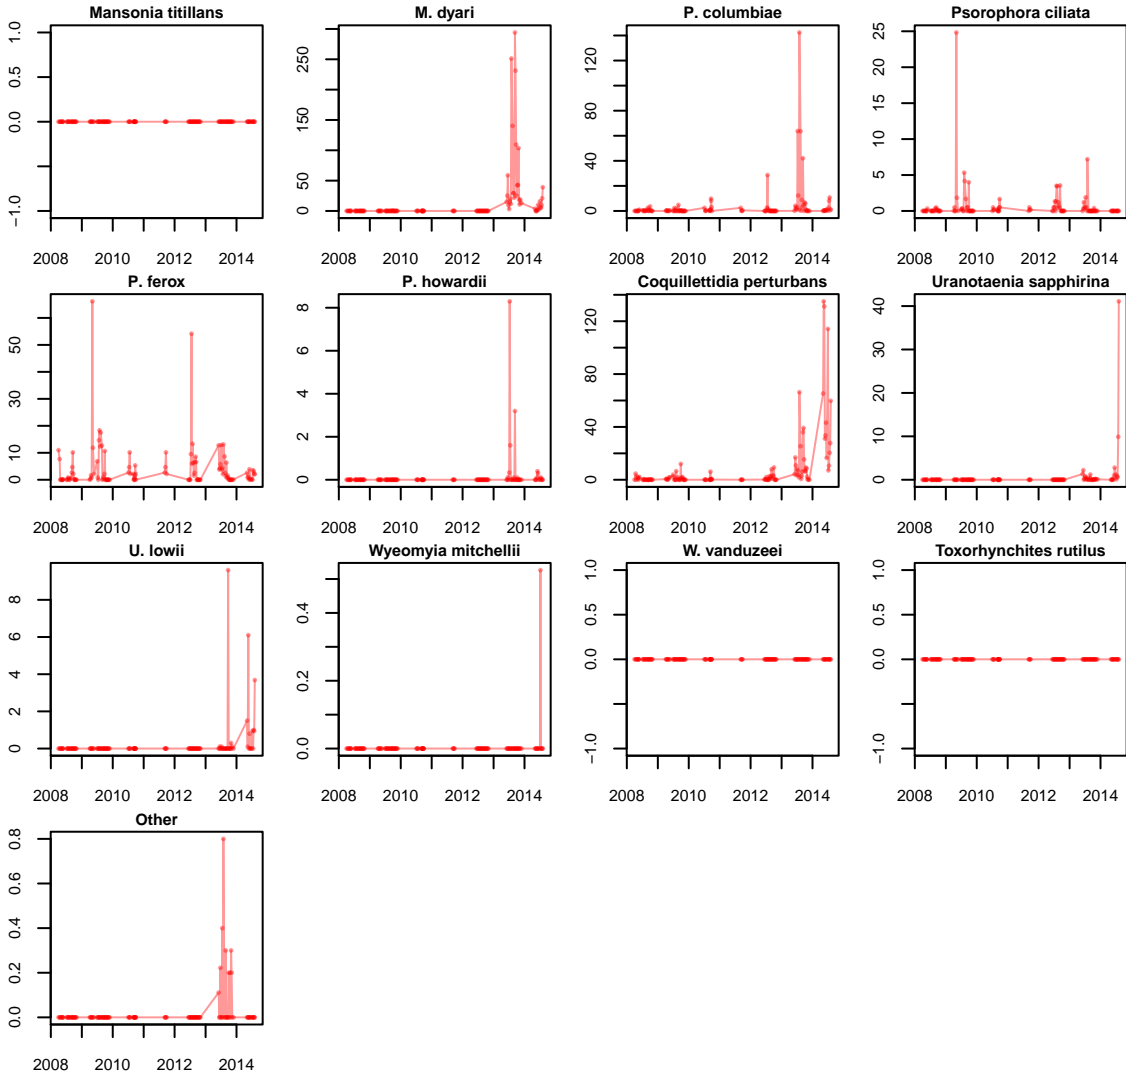 Mansonia titillans
M. dyari
P. columbiae
Psorophora ciliata
−1.0 0.0 0.5 1.0
0 50 150 250
0 40 80 120
0 5 10 15 20 25
2008 2010 2012 2014
2008 2010 2012 2014
2008 2010 2012 2014
2008 2010 2012 2014
P. ferox
P. howardii
Coquillettidia perturbans
Uranotaenia sapphirina
0 10 30 50
0 2 4 6 8
0 40 80 120
0 10 20 30 40
2008 2010 2012 2014
2008 2010 2012 2014
2008 2010 2012 2014
2008 2010 2012 2014
U. lowii
Wyeomyia mitchellii
W. vanduzeei
Toxorhynchites rutilus
0 2 4 6 8
0.0 0.2 0.4
−1.0 0.0 0.5 1.0
−1.0 0.0 0.5 1.0
2008 2010 2012 2014
2008 2010 2012 2014
2008 2010 2012 2014
2008 2010 2012 2014
Other
0.0 0.2 0.4 0.6 0.8
2008 2010 2012 2014